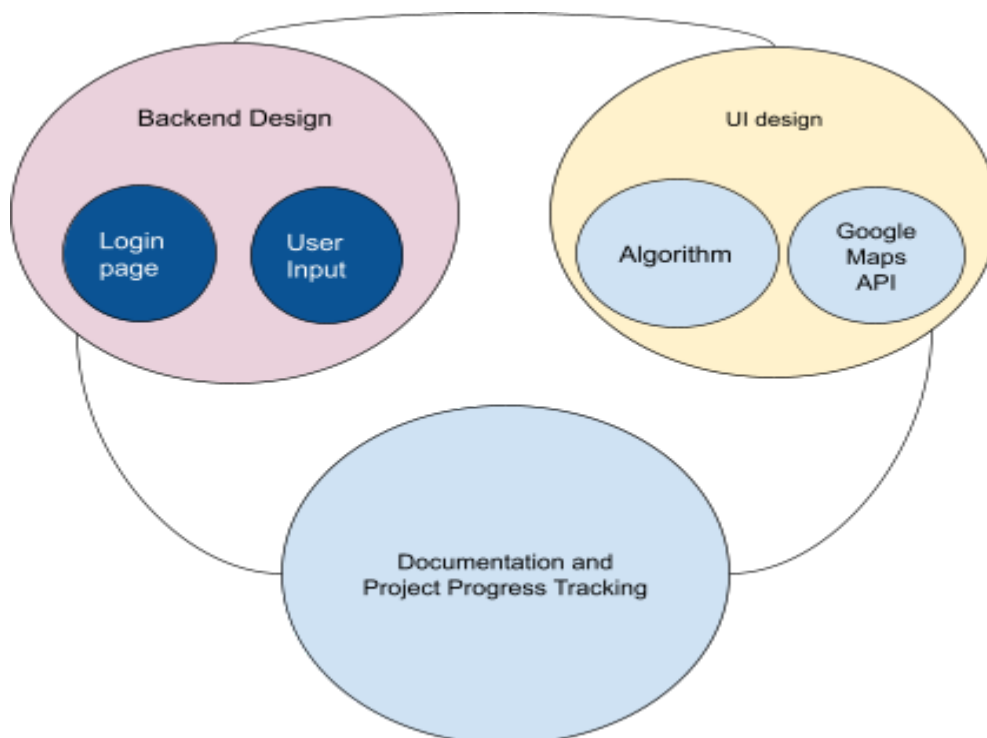 Backend Design
UI design
Login
page
User
Input
Algorithm
Google
Maps
API
Documentation and
Project Progress Tracking